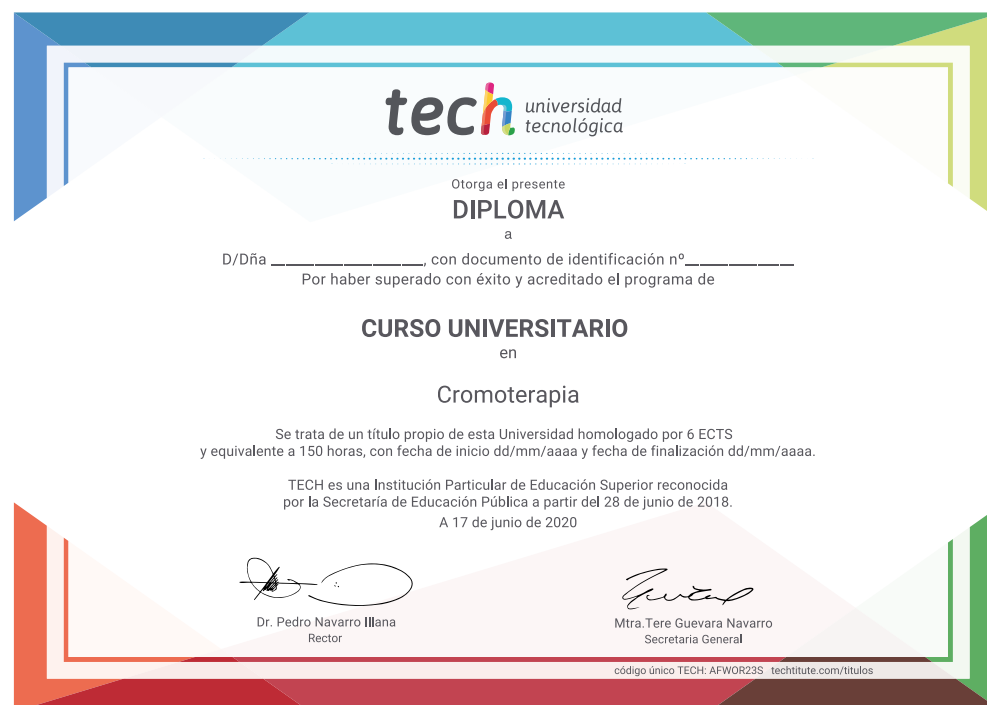 tech universidad
tecnológica
Otorga el presente
DIPLOMA
a
D/Dña ____________________, con documento de identificación nº______________
Por haber superado con éxito y acreditado el programa de
CURSO UNIVERSITARIO
en
Cromoterapia
Se trata de un título propio de esta Universidad homologado por 6 ECTS
y equivalente a 150 horas, con fecha de inicio dd/mm/aaaa y fecha de finalización dd/mm/aaaa.
TECH es una Institución Particular de Educación Superior reconocida
por la Secretaría de Educación Pública a partir del 28 de junio de 2018.
A 17 de junio de 2020
Dr. Pedro Navarro Illana
Rector
Mtra.Tere Guevara Navarro
Secretaria General
código único TECH: AFWOR23S techtitute.com/titulos